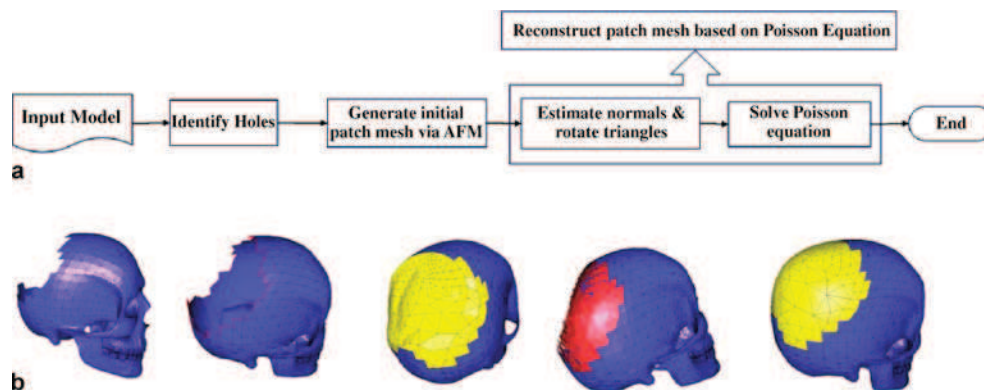 Reconstruct patch mesh based on Poisson Equation
Input Model
Identify Holes
Generate initial
patch mesh via AFM
Estimate normals &
rotate triangles
Solve Poisson
equation
End
a
b